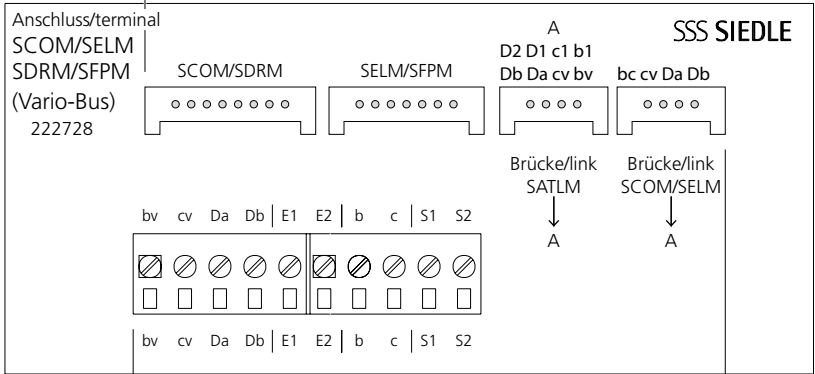 Anschluss/terminal
SCOM/SELM
SDRM/SFPM
(Vario-Bus)
222728
SCOM/SDRM
SELM/SFPM
A
D2 D1 c1 b1
Db Da cv bv
bc cv Da Db
SSS SIEDLE
Brücke/link
SATLM
A
Brücke/link
SCOM/SELM
A
bv cv Da Db E1 E2 b c S1 S2
bv cv Da Db E1 E2 b c S1 S2